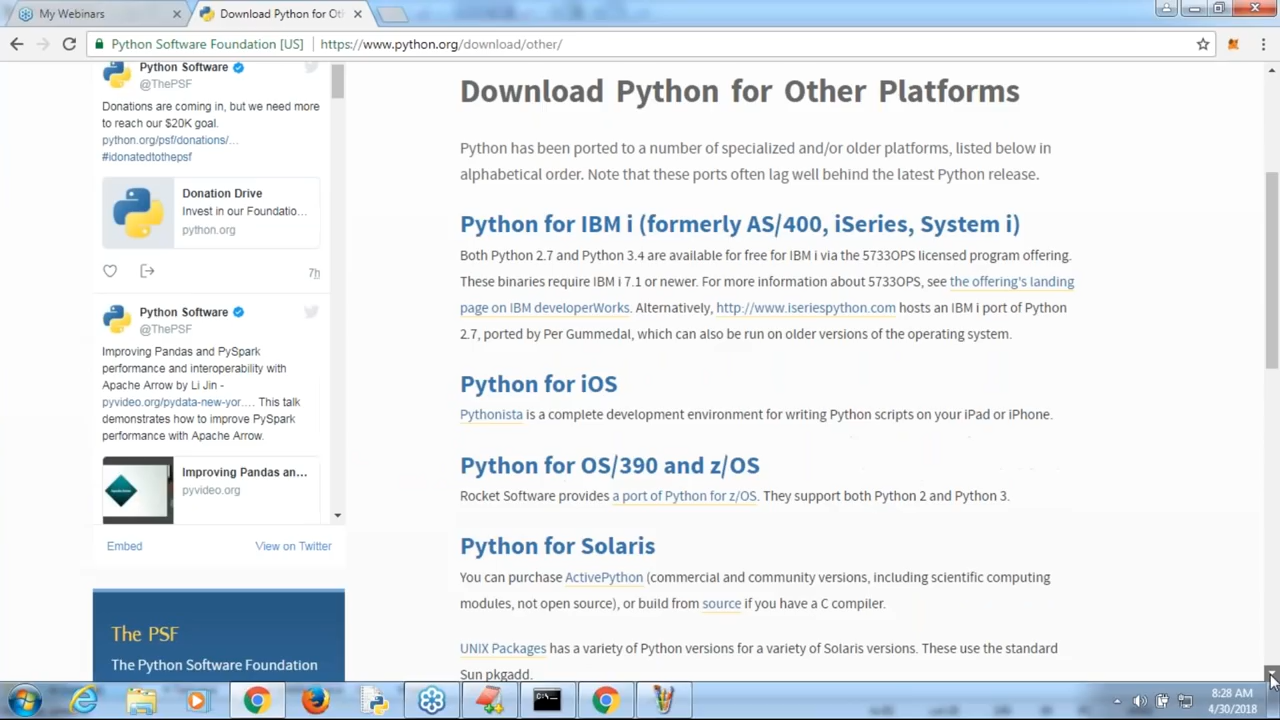 My Webinars
Download Python for Oth
Python Software Foundation [US]
https://www.python.org/download/other/
Python Software
@ThePSF
Donations are coming in, but we need more
to reach our $20K goal.
python.org/psf/donations/…
#idonatedtothepsf
Donation Drive
Invest in our Foundatio…
python.org
7h
Python Software
@ThePSF
Improving Pandas and PySpark
performance and interoperability with
Apache Arrow by Li Jin -
pyvideo.org/pydata-new-yor…. This talk
demonstrates how to improve PySpark
performance with Apache Arrow.
Improving Pandas an…
pyvideo.org
Embed
View on Twitter
The PSF
The Python Software Foundation
Download Python for Other Platforms
Python has been ported to a number of specialized and/or older platforms, listed below in
alphabetical order. Note that these ports often lag well behind the latest Python release.
Python for IBM i (formerly AS/400, iSeries, System i)
Both Python 2.7 and Python 3.4 are available for free for IBM i via the 5733OPS licensed program offering.
These binaries require IBM i 7.1 or newer. For more information about 5733OPS, see the offering's landing
page on IBM developerWorks. Alternatively, http://www.iseriespython.com hosts an IBM i port of Python
2.7, ported by Per Gummedal, which can also be run on older versions of the operating system.
Python for iOS
Pythonista is a complete development environment for writing Python scripts on your iPad or iPhone.
Python for OS/390 and z/OS
Rocket Software provides a port of Python for z/OS. They support both Python 2 and Python 3.
Python for Solaris
You can purchase ActivePython (commercial and community versions, including scientific computing
modules, not open source), or build from source if you have a C compiler.
UNIX Packages has a variety of Python versions for a variety of Solaris versions. These use the standard
Sun pkgadd.
8:28 AM
4/30/2018